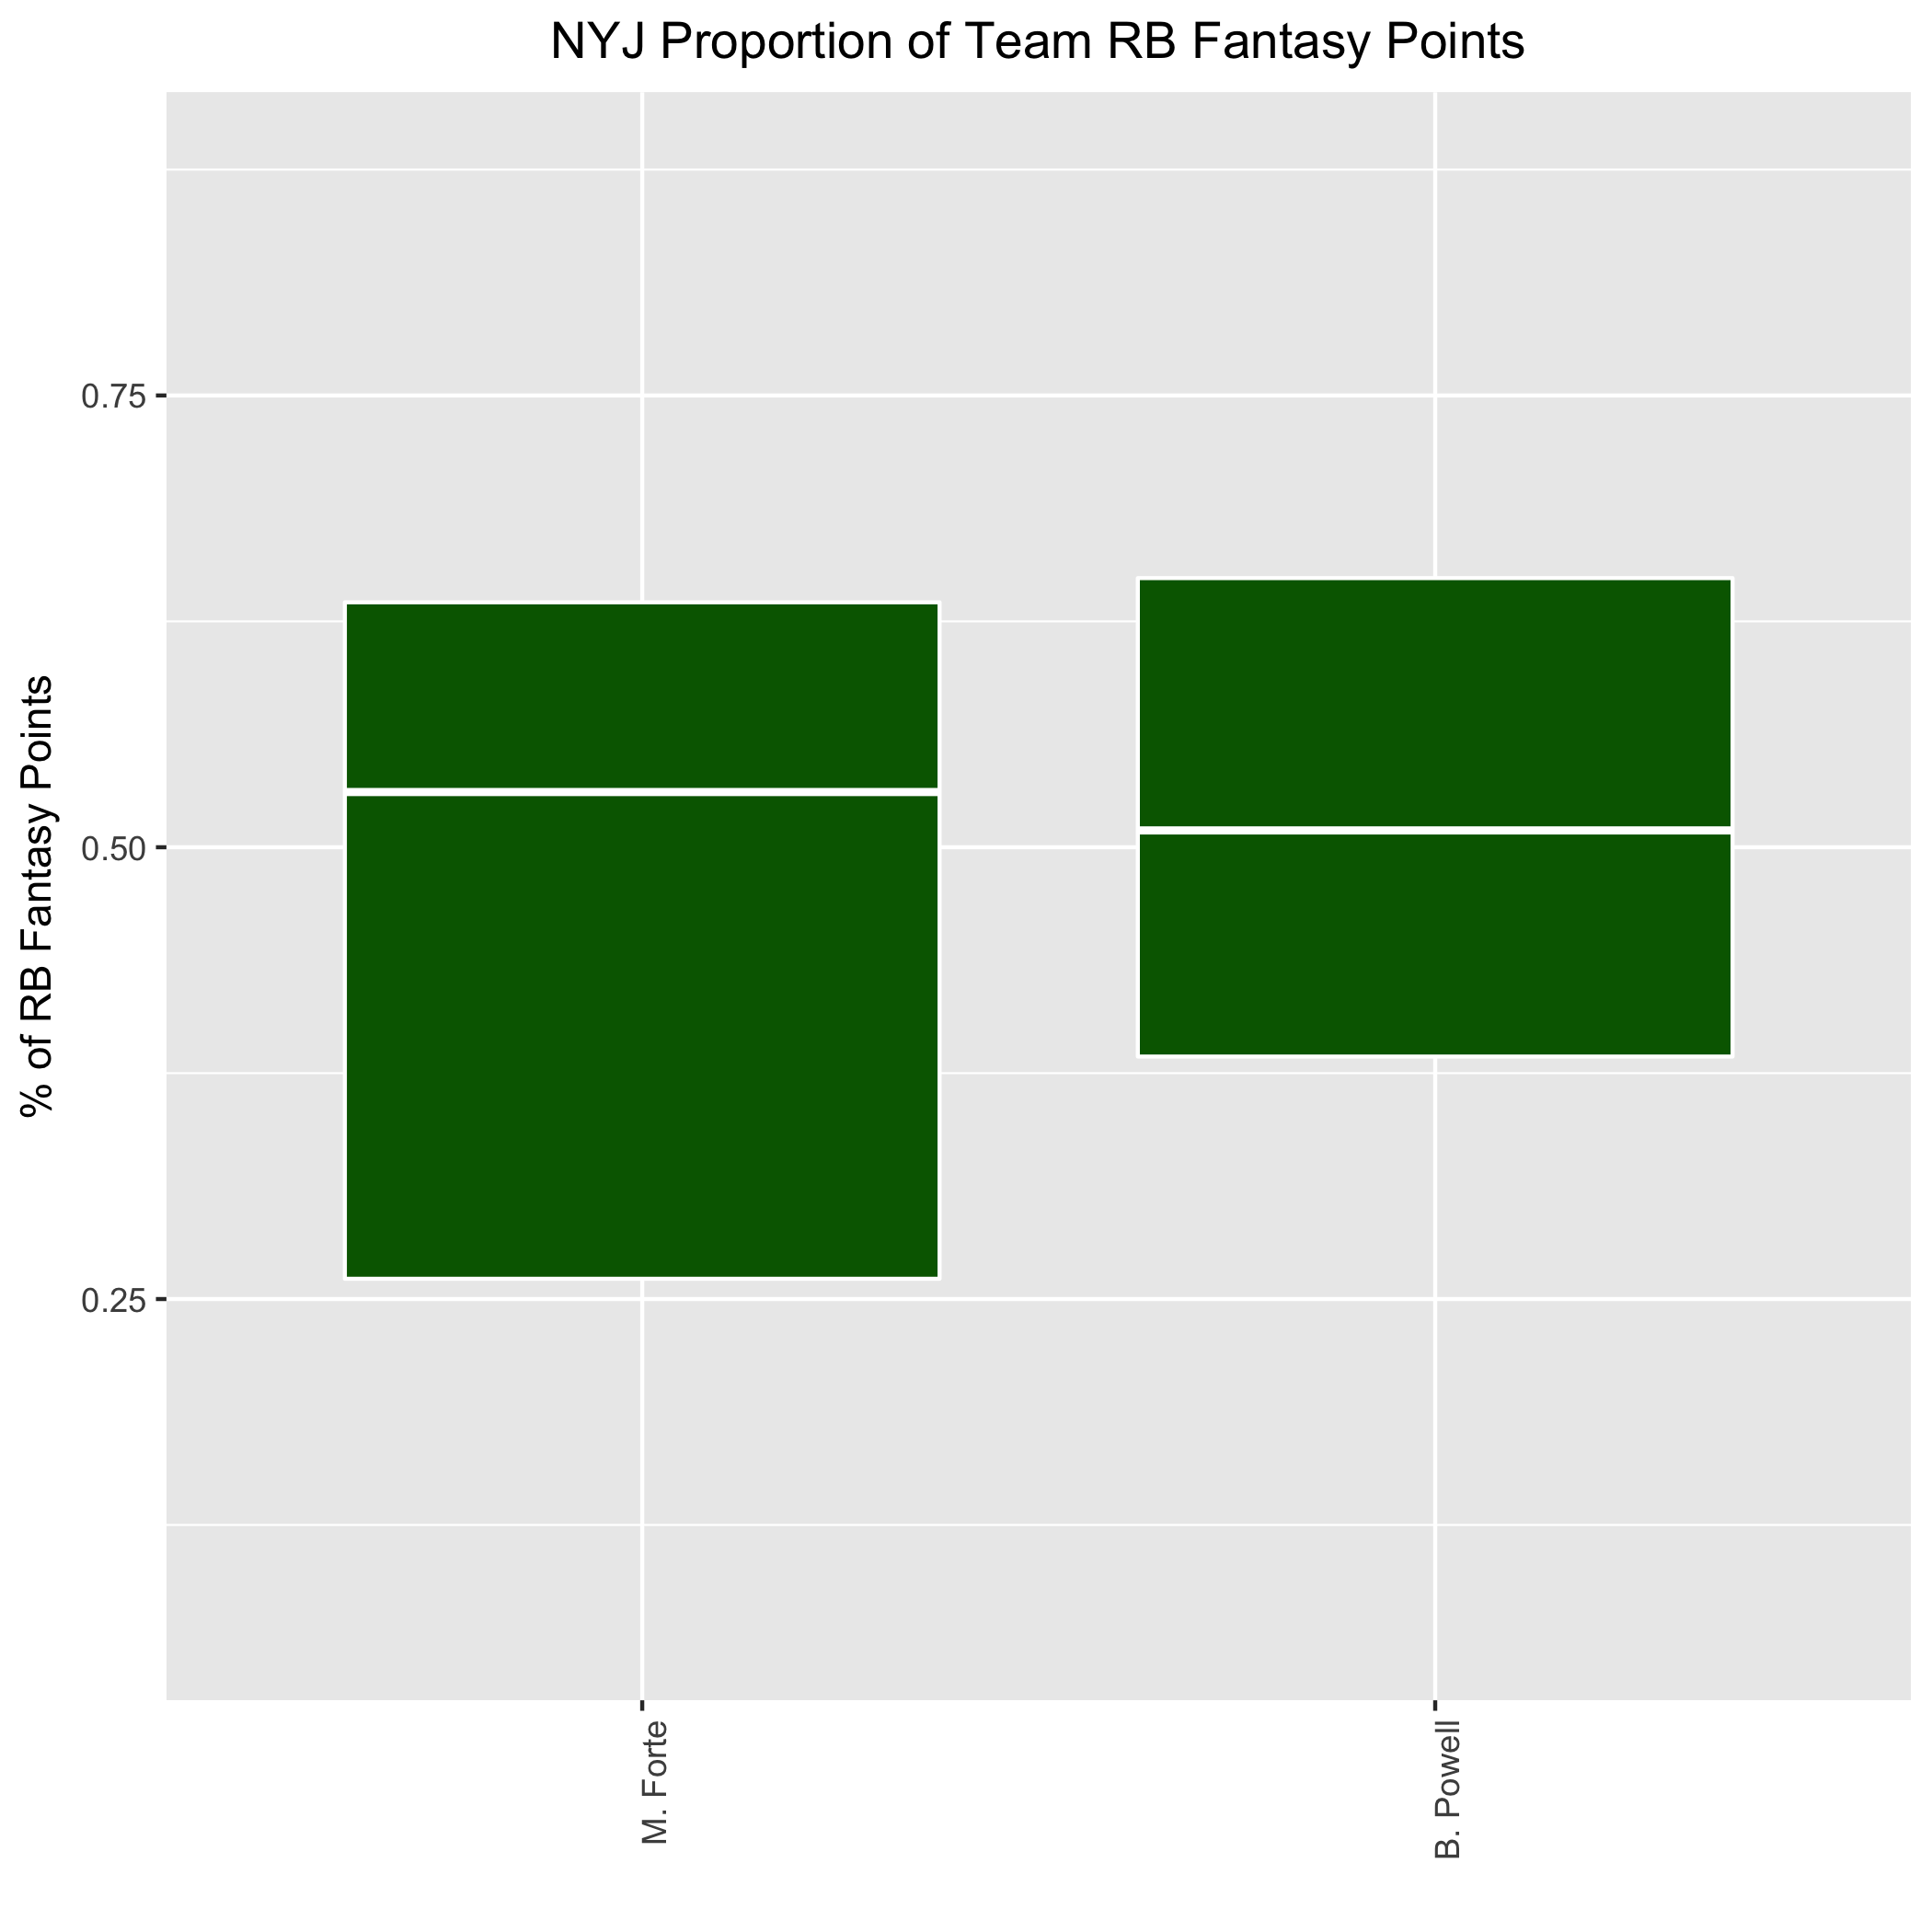 NYJ Proportion of Team RB Fantasy Points
% of RB Fantasy Points
0.75
0.50
0.25
M. Forte
B. Powell